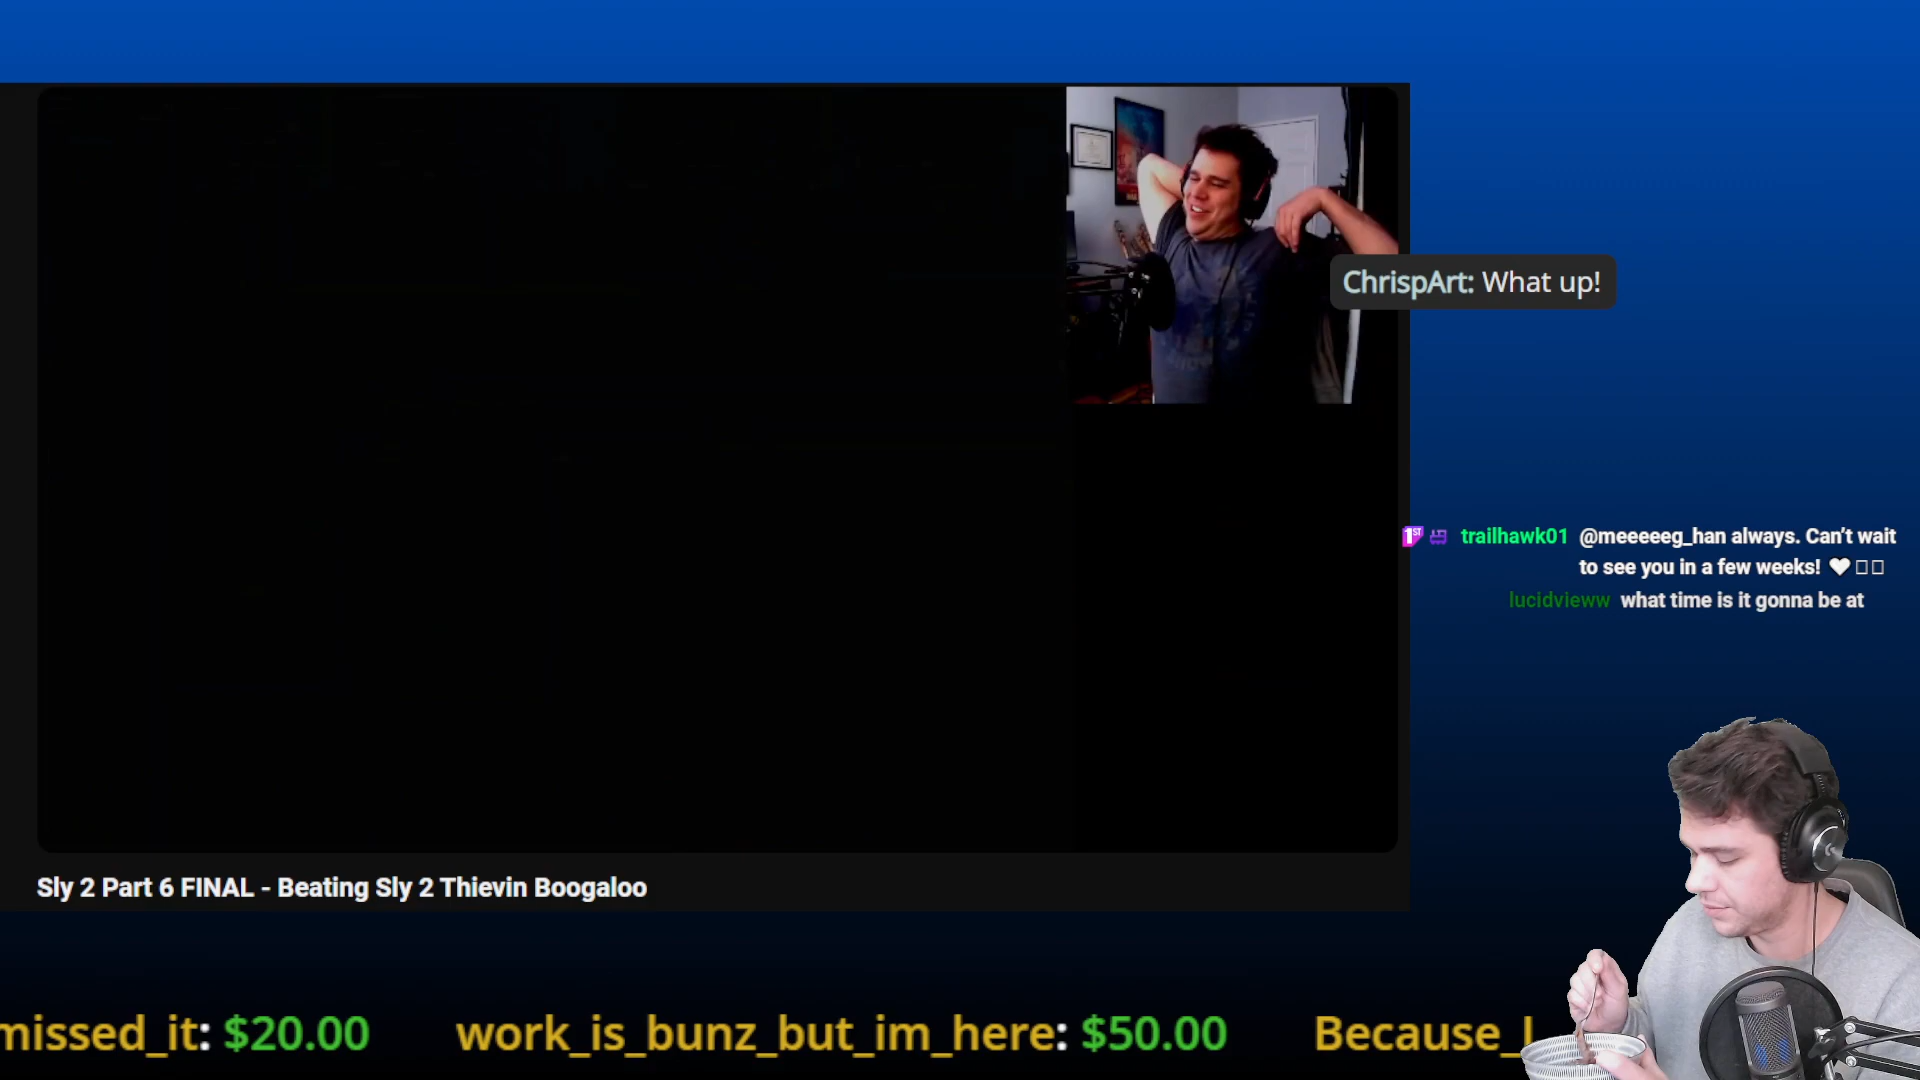 ChrispArt: What up!
1ST trailhawk01 @meeeeeg_han always. Can't wait
to see you in a few weeks!
lucidvieww what time is it gonna be at
Sly 2 Part 6 FINAL - Beating Sly 2 Thievin Boogaloo
missed_it: $20.00 work_is_bunz_but_im_here: $50.00 Because_I